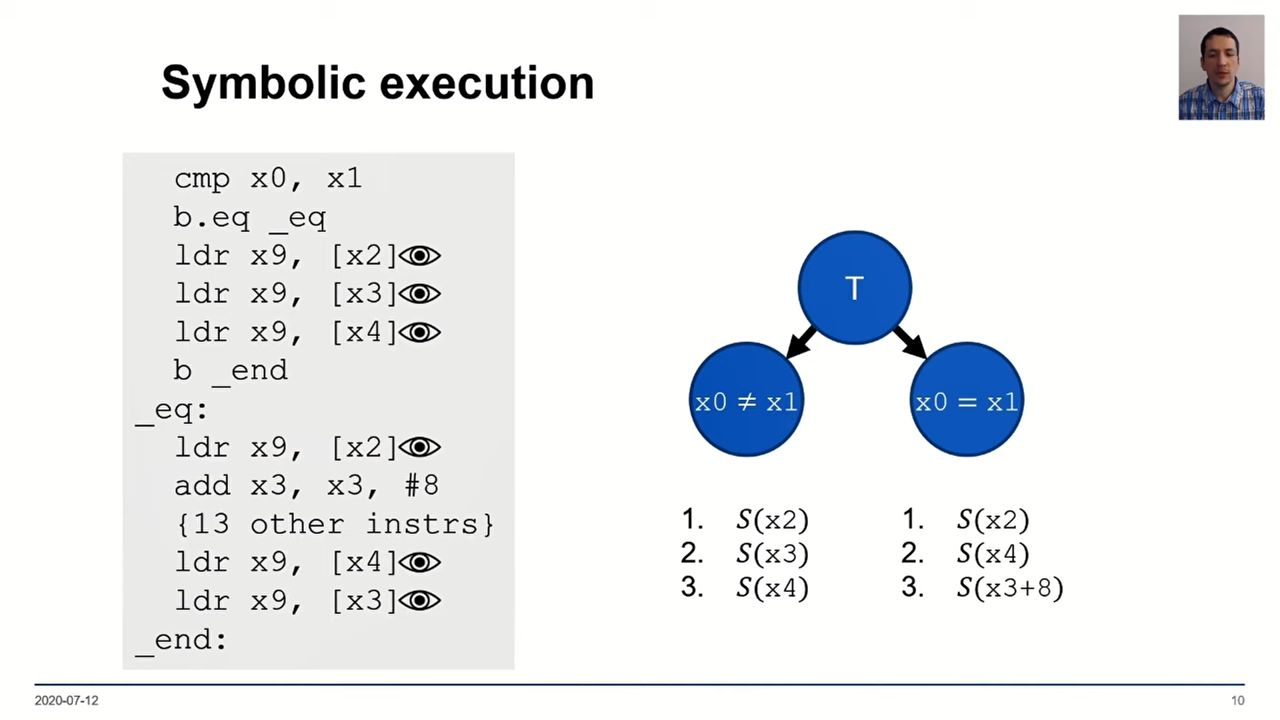 Symbolic execution
cmp x0, x1
b.eq _eq
ldr x9, [x2]
ldr x9, [x3]
ldr x9, [x4]
b _end
_eq:
ldr x9, [x2]
add x3, x3, #8
{13 other instrs}
ldr x9, [x4]
ldr x9, [x3]
_end:
T
x0 ≠ x1
x0 = x1
1. S(x2)
2. S(x3)
3. S(x4)
1. S(x2)
2. S(x4)
3. S(x3+8)
2020-07-12
10